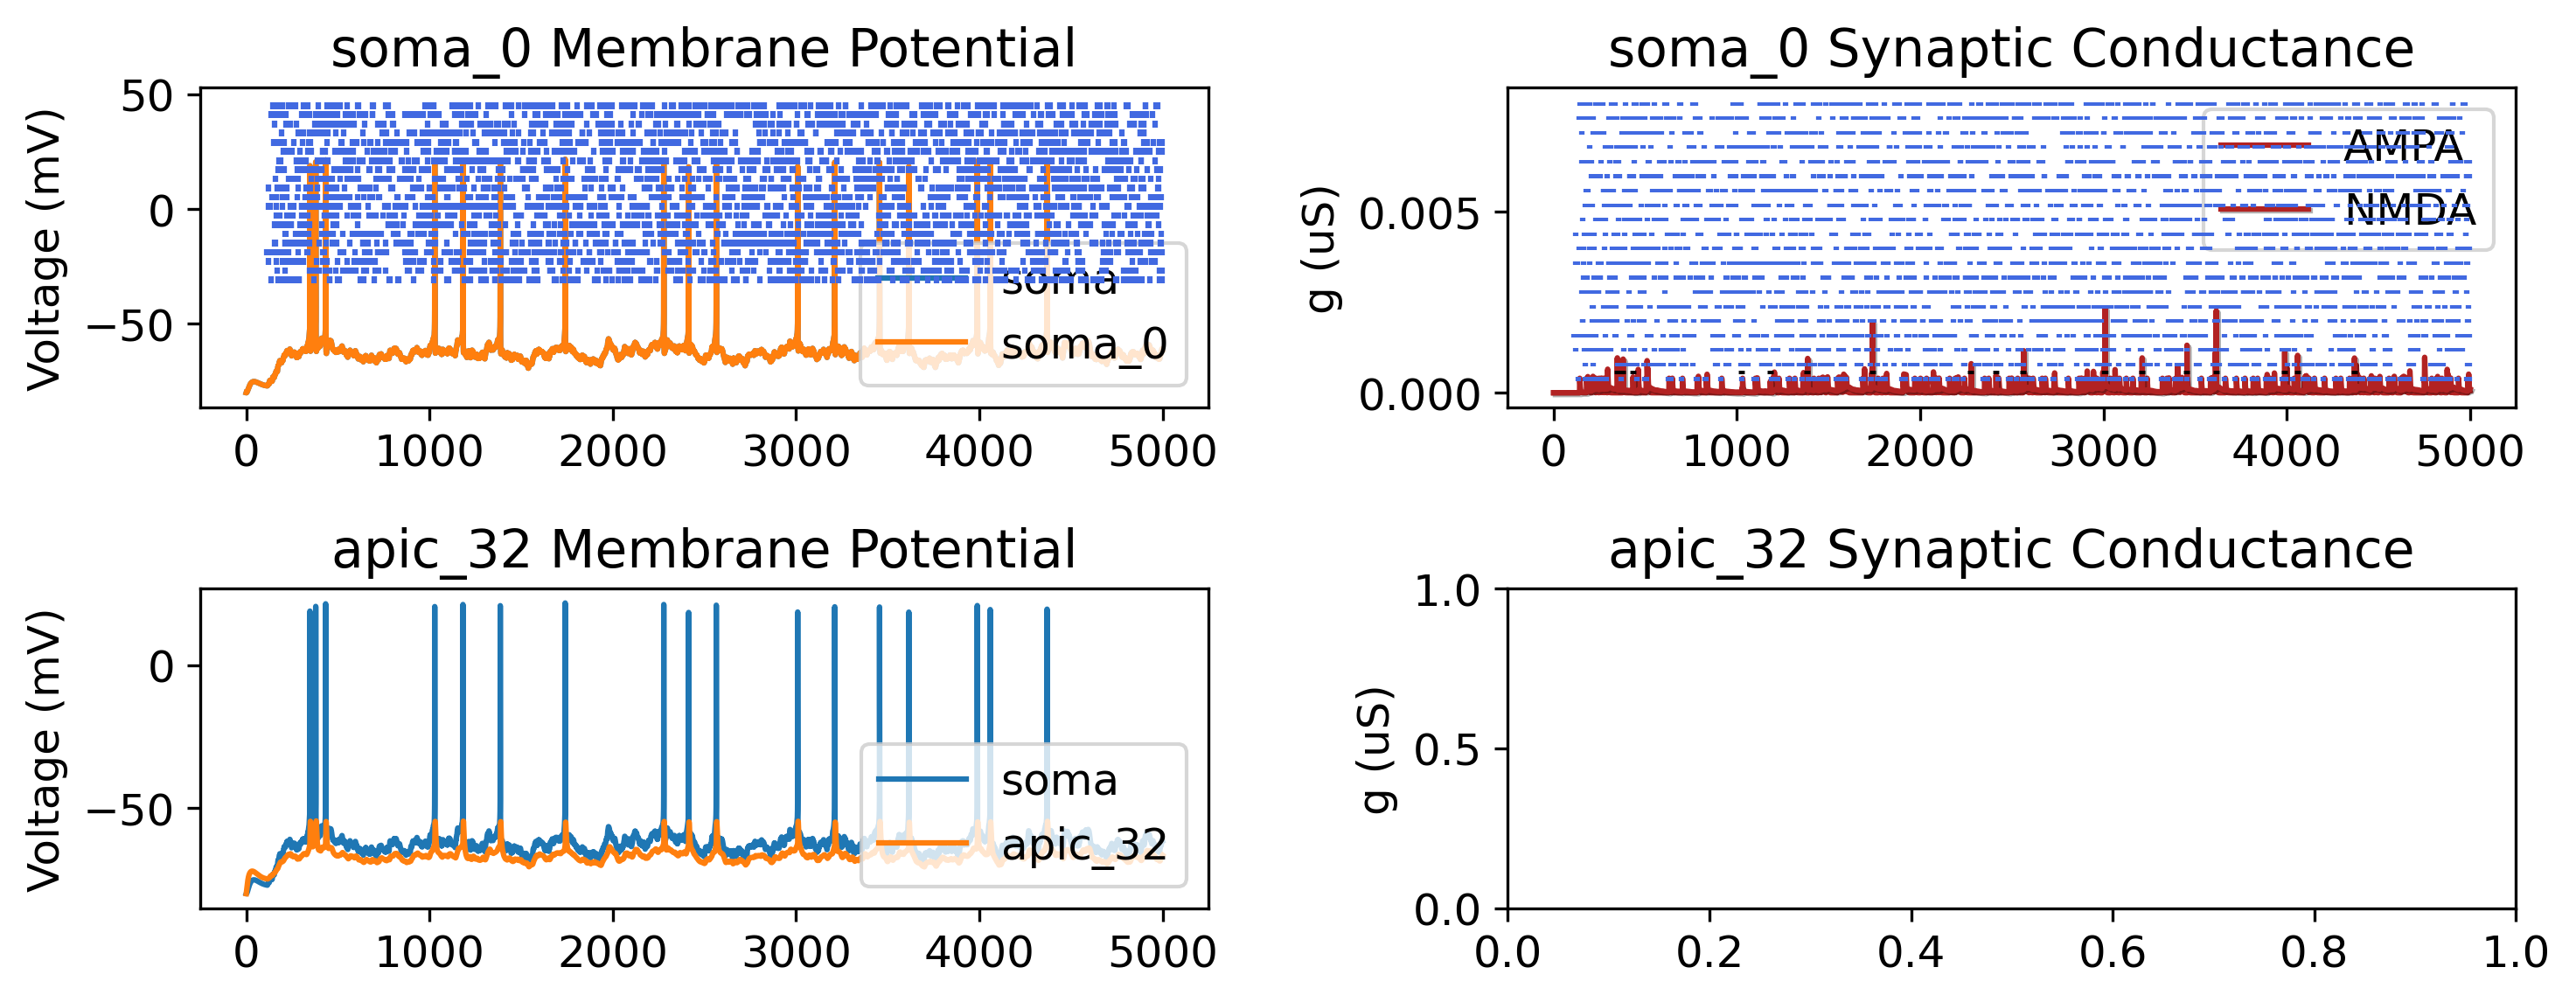 soma_0 Membrane Potential
Voltage (mV)
50
0
−50
soma
soma_0
0 1000 2000 3000 4000 5000
soma_0 Synaptic Conductance
g (uS)
0.005
0.000
AMPA
NMDA
0 1000 2000 3000 4000 5000
apic_32 Membrane Potential
Voltage (mV)
0
−50
soma
apic_32
0 1000 2000 3000 4000 5000
apic_32 Synaptic Conductance
g (uS)
1.0
0.5
0.0
0.0 0.2 0.4 0.6 0.8 1.0